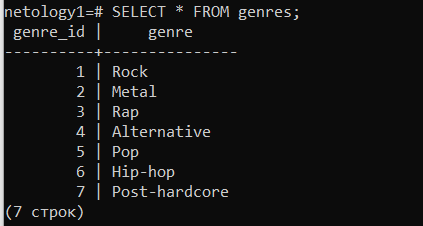 netology1=# SELECT * FROM genres;
 genre_id |     genre
----------+---------------
        1 | Rock
        2 | Metal
        3 | Rap
        4 | Alternative
        5 | Pop
        6 | Hip-hop
        7 | Post-hardcore
(7 строк)